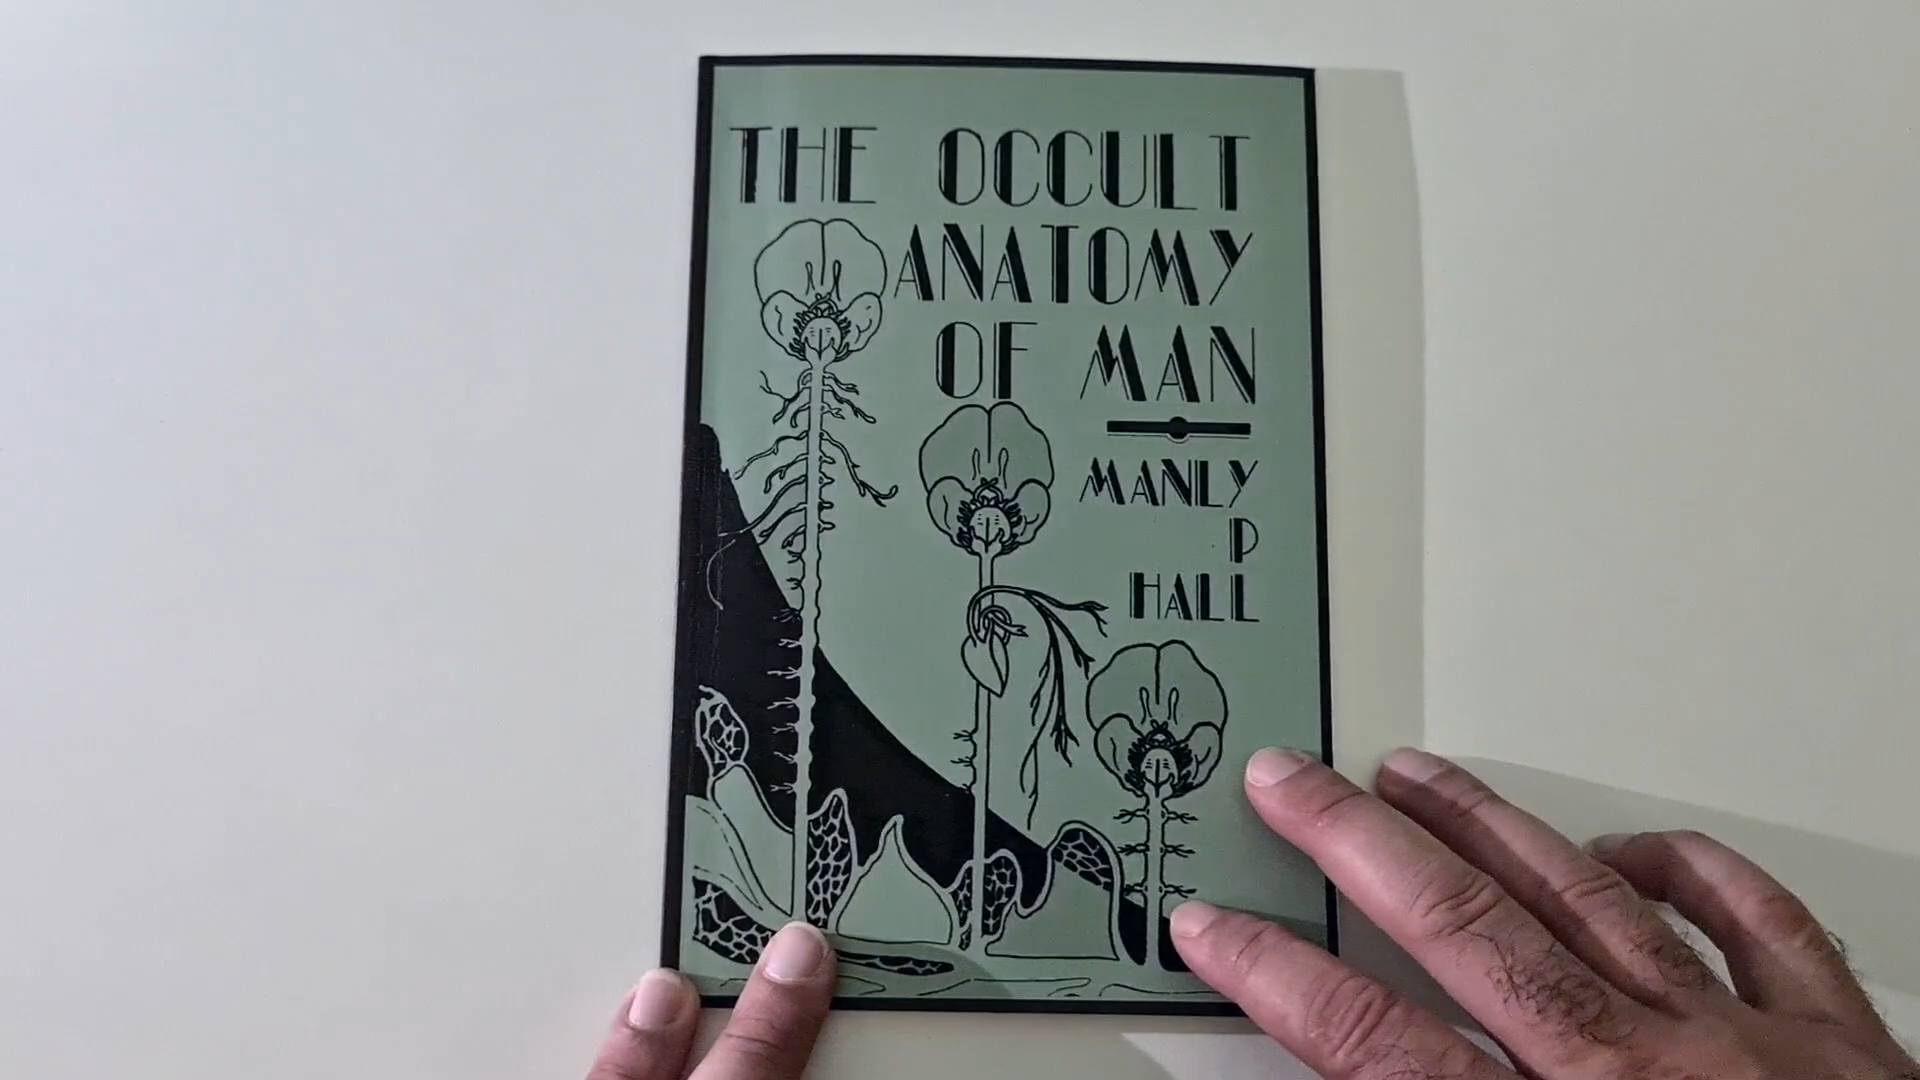 THE OCCULT
ANATOMY
OF MAN
MANLY
P
HALL